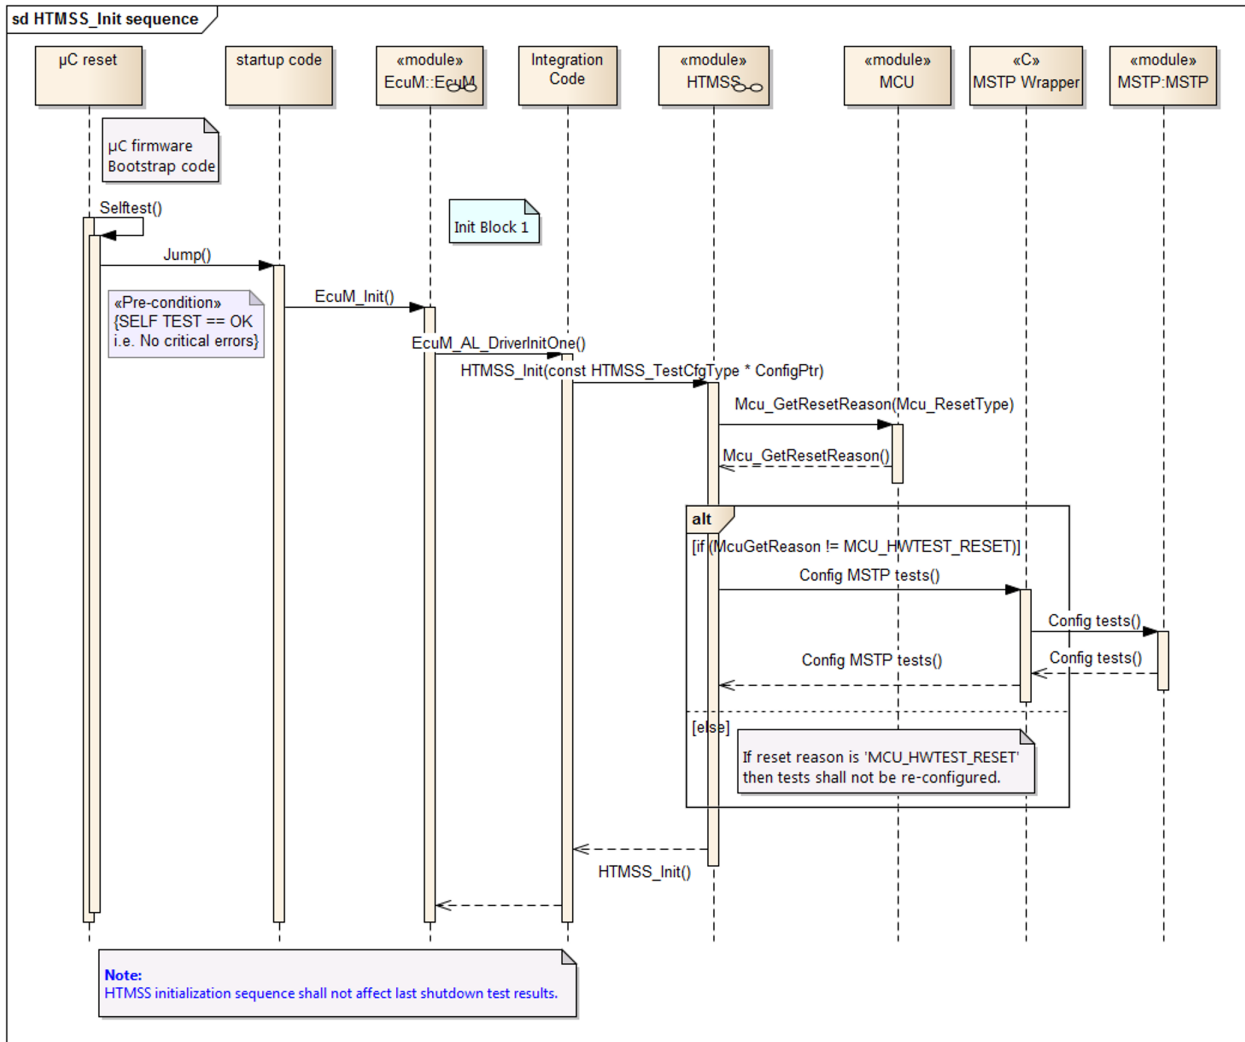 sd HTMSS_Init sequence
µC reset
startup code
«module»
EcuM::EcuM
Integration
Code
«module»
HTMSS
«module»
MCU
«C»
MSTP Wrapper
«module»
MSTP:MSTP
µC firmware
Bootstrap code
Selftest()
Init Block 1
Jump()
«Pre-condition»
{SELF TEST == OK
i.e. No critical errors}
EcuM_Init()
EcuM_AL_DriverInitOne()
HTMSS_Init(const HTMSS_TestCfgType * ConfigPtr)
Mcu_GetResetReason(Mcu_ResetType)
Mcu_GetResetReason()
alt
[if (McuGetReason != MCU_HWTEST_RESET)]
Config MSTP tests()
Config tests()
Config tests()
Config MSTP tests()
[else]
If reset reason is 'MCU_HWTEST_RESET'
then tests shall not be re-configured.
HTMSS_Init()
Note:
HTMSS initialization sequence shall not affect last shutdown test results.